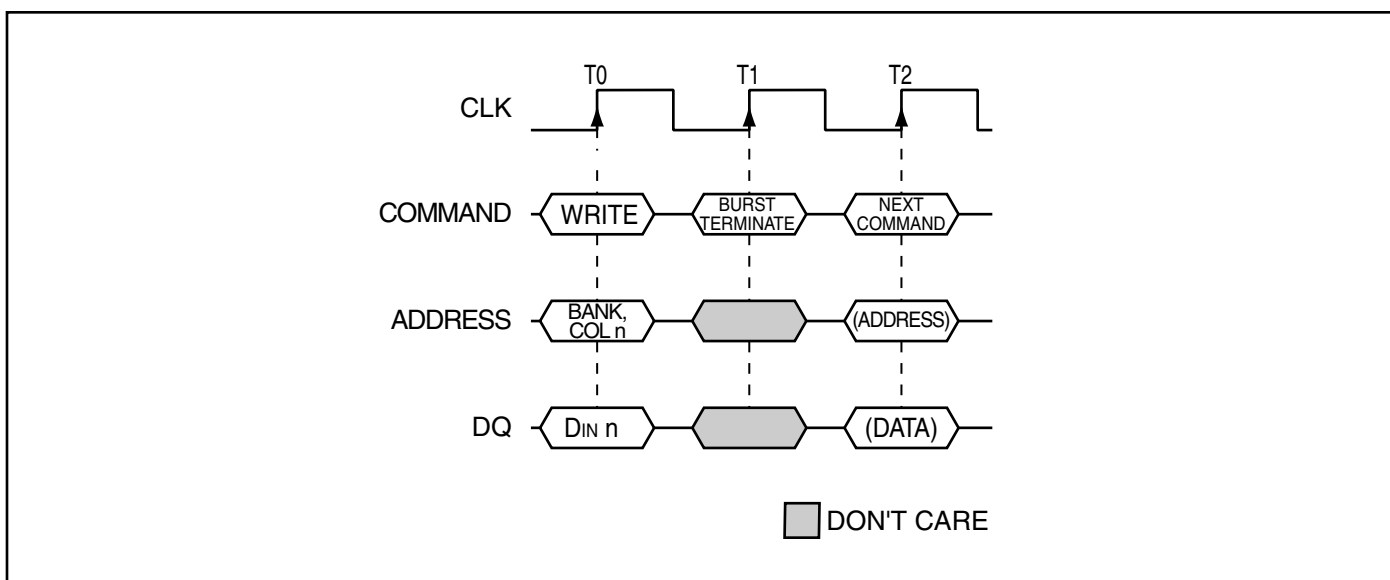 T0 T1 T2
CLK
COMMAND WRITE BURST TERMINATE NEXT COMMAND
ADDRESS BANK, COL n (ADDRESS)
DQ DIN n (DATA)
DON'T CARE